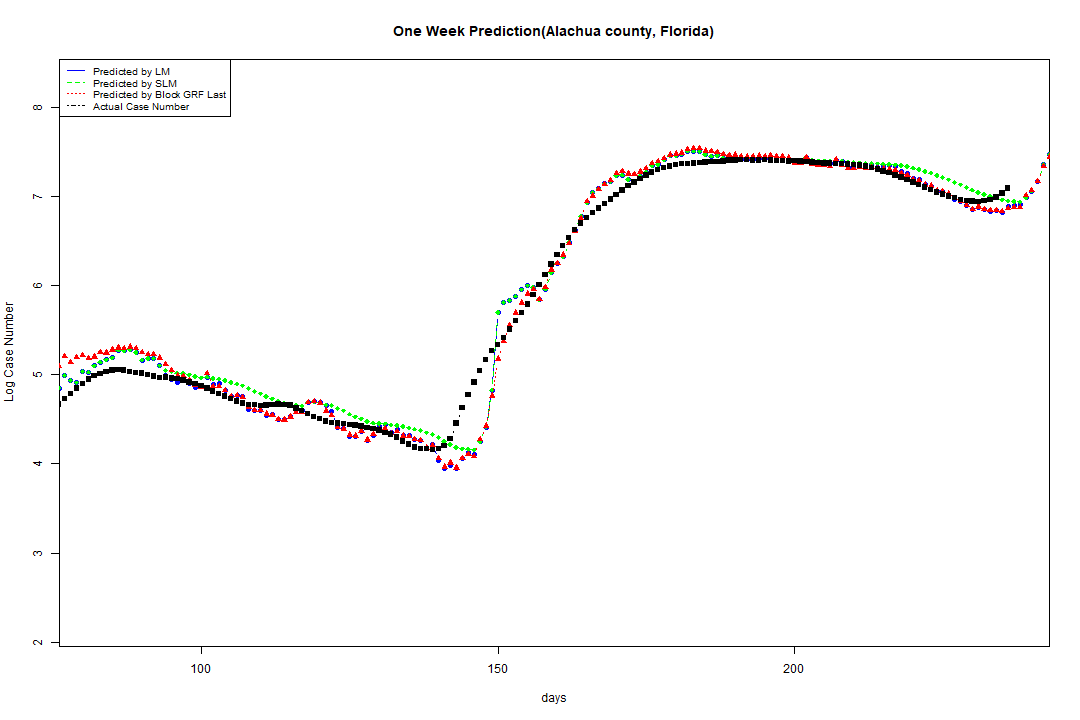 One Week Prediction(Alachua county, Florida)
Predicted by LM
Predicted by SLM
Predicted by Block GRF Last
Actual Case Number
8
7
6
5
4
3
2
Log Case Number
100 150 200
days